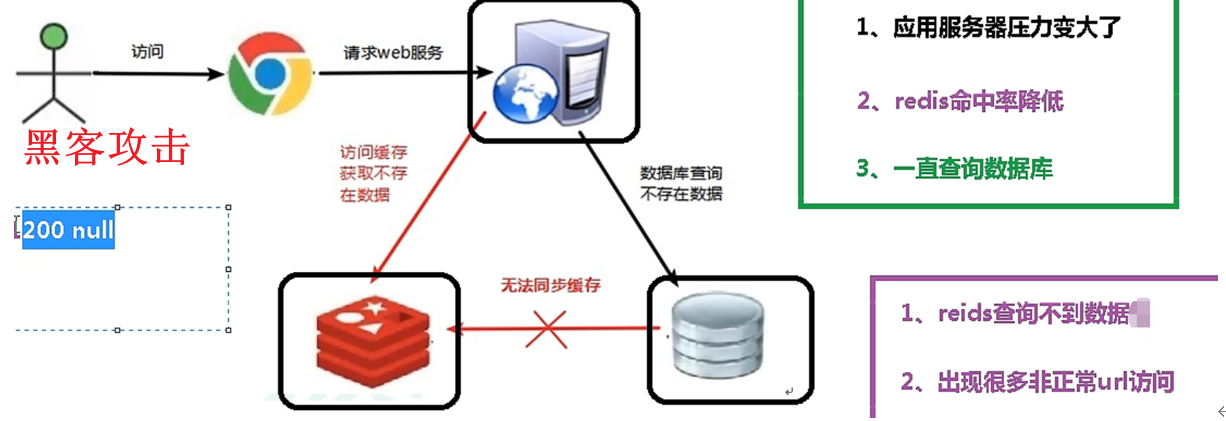 访问
请求web服务
黑客攻击
200 null
访问缓存
获取不存
在数据
数据库查询
不存在数据
无法同步缓存
1、应用服务器压力变大了
2、redis命中率降低
3、一直查询数据库
1、reids查询不到数据
2、出现很多非正常url访问